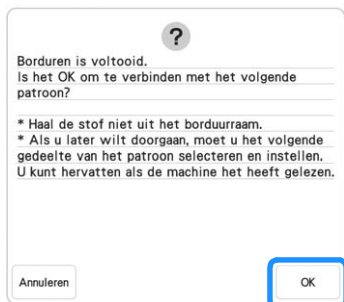 ?
Borduren is voltooid.
Is het OK om te verbinden met het volgende
patroon?
* Haal de stof niet uit het borduurraam.
* Als u later wilt doorgaan, moet u het volgende
gedeelte van het patroon selecteren en instellen.
U kunt hervatten als de machine het heeft gelezen.
Annuleren
OK